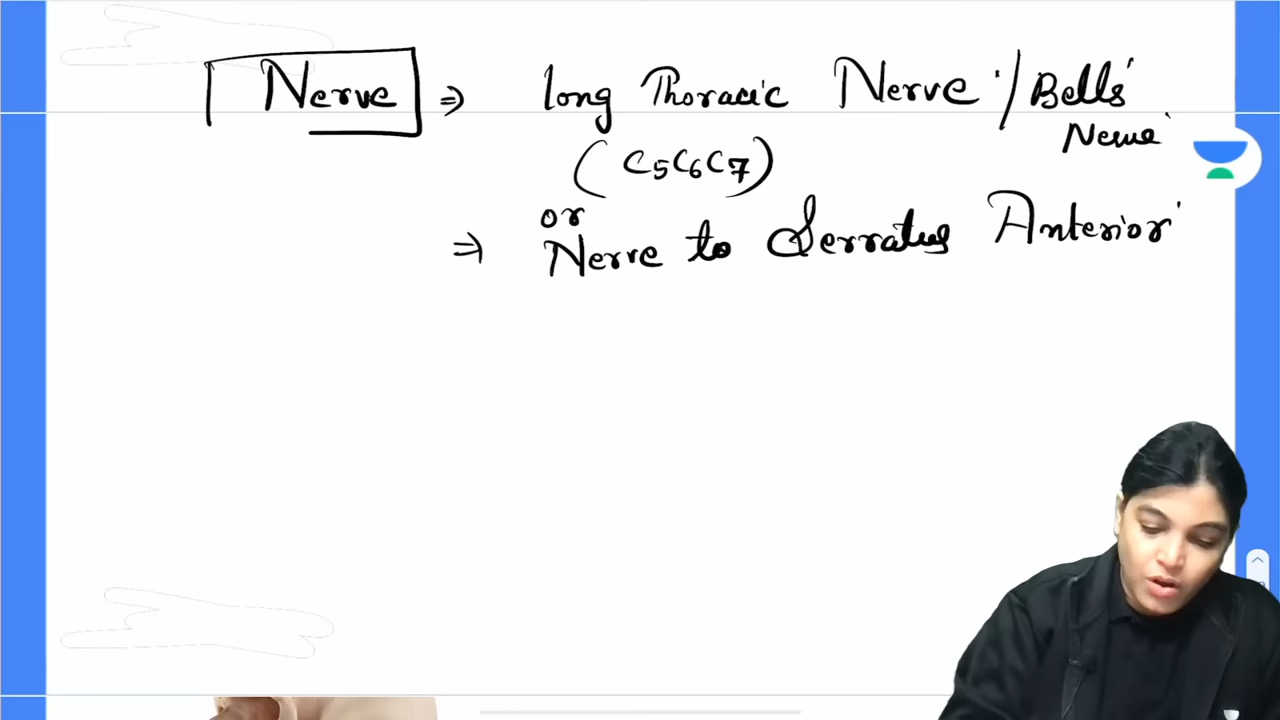 Nerve ⇒ long Thoracic Nerve / Bells'
Nerve
(C5C6C7)
or
⇒ Nerve to Serratus Anterior